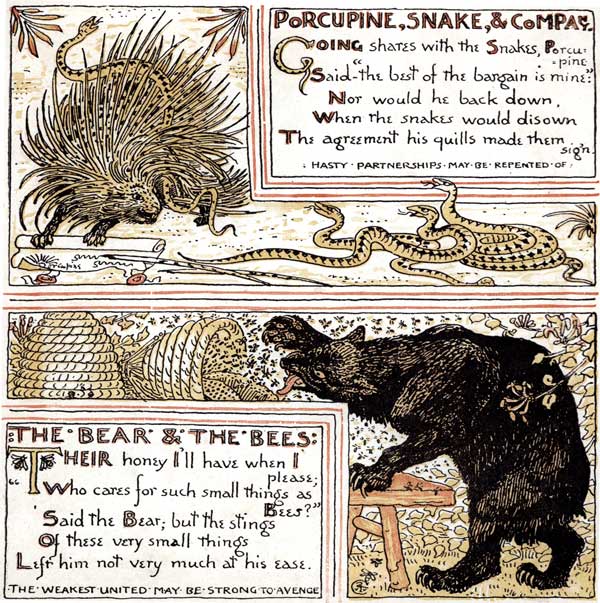 PORCUPINE, SNAKE, & COMPAY.
GOING shares with the Snakes, Porcu-
-pine
Said—"the best of the bargain is mine:"
Nor would he back down,
When the snakes would disown
The agreement his quills made them
sign.
HASTY · PARTNERSHIPS · MAY · BE · REPENTED · OF
Porcupine
:THE · BEAR · & · THE · BEES:
"THEIR honey I'll have when I
please;
Who cares for such small things as
Bees?"
Said the Bear; but the stings
Of these very small things
Left him not very much at his ease.
·THE · WEAKEST · UNITED · MAY · BE · STRONG · TO · AVENGE